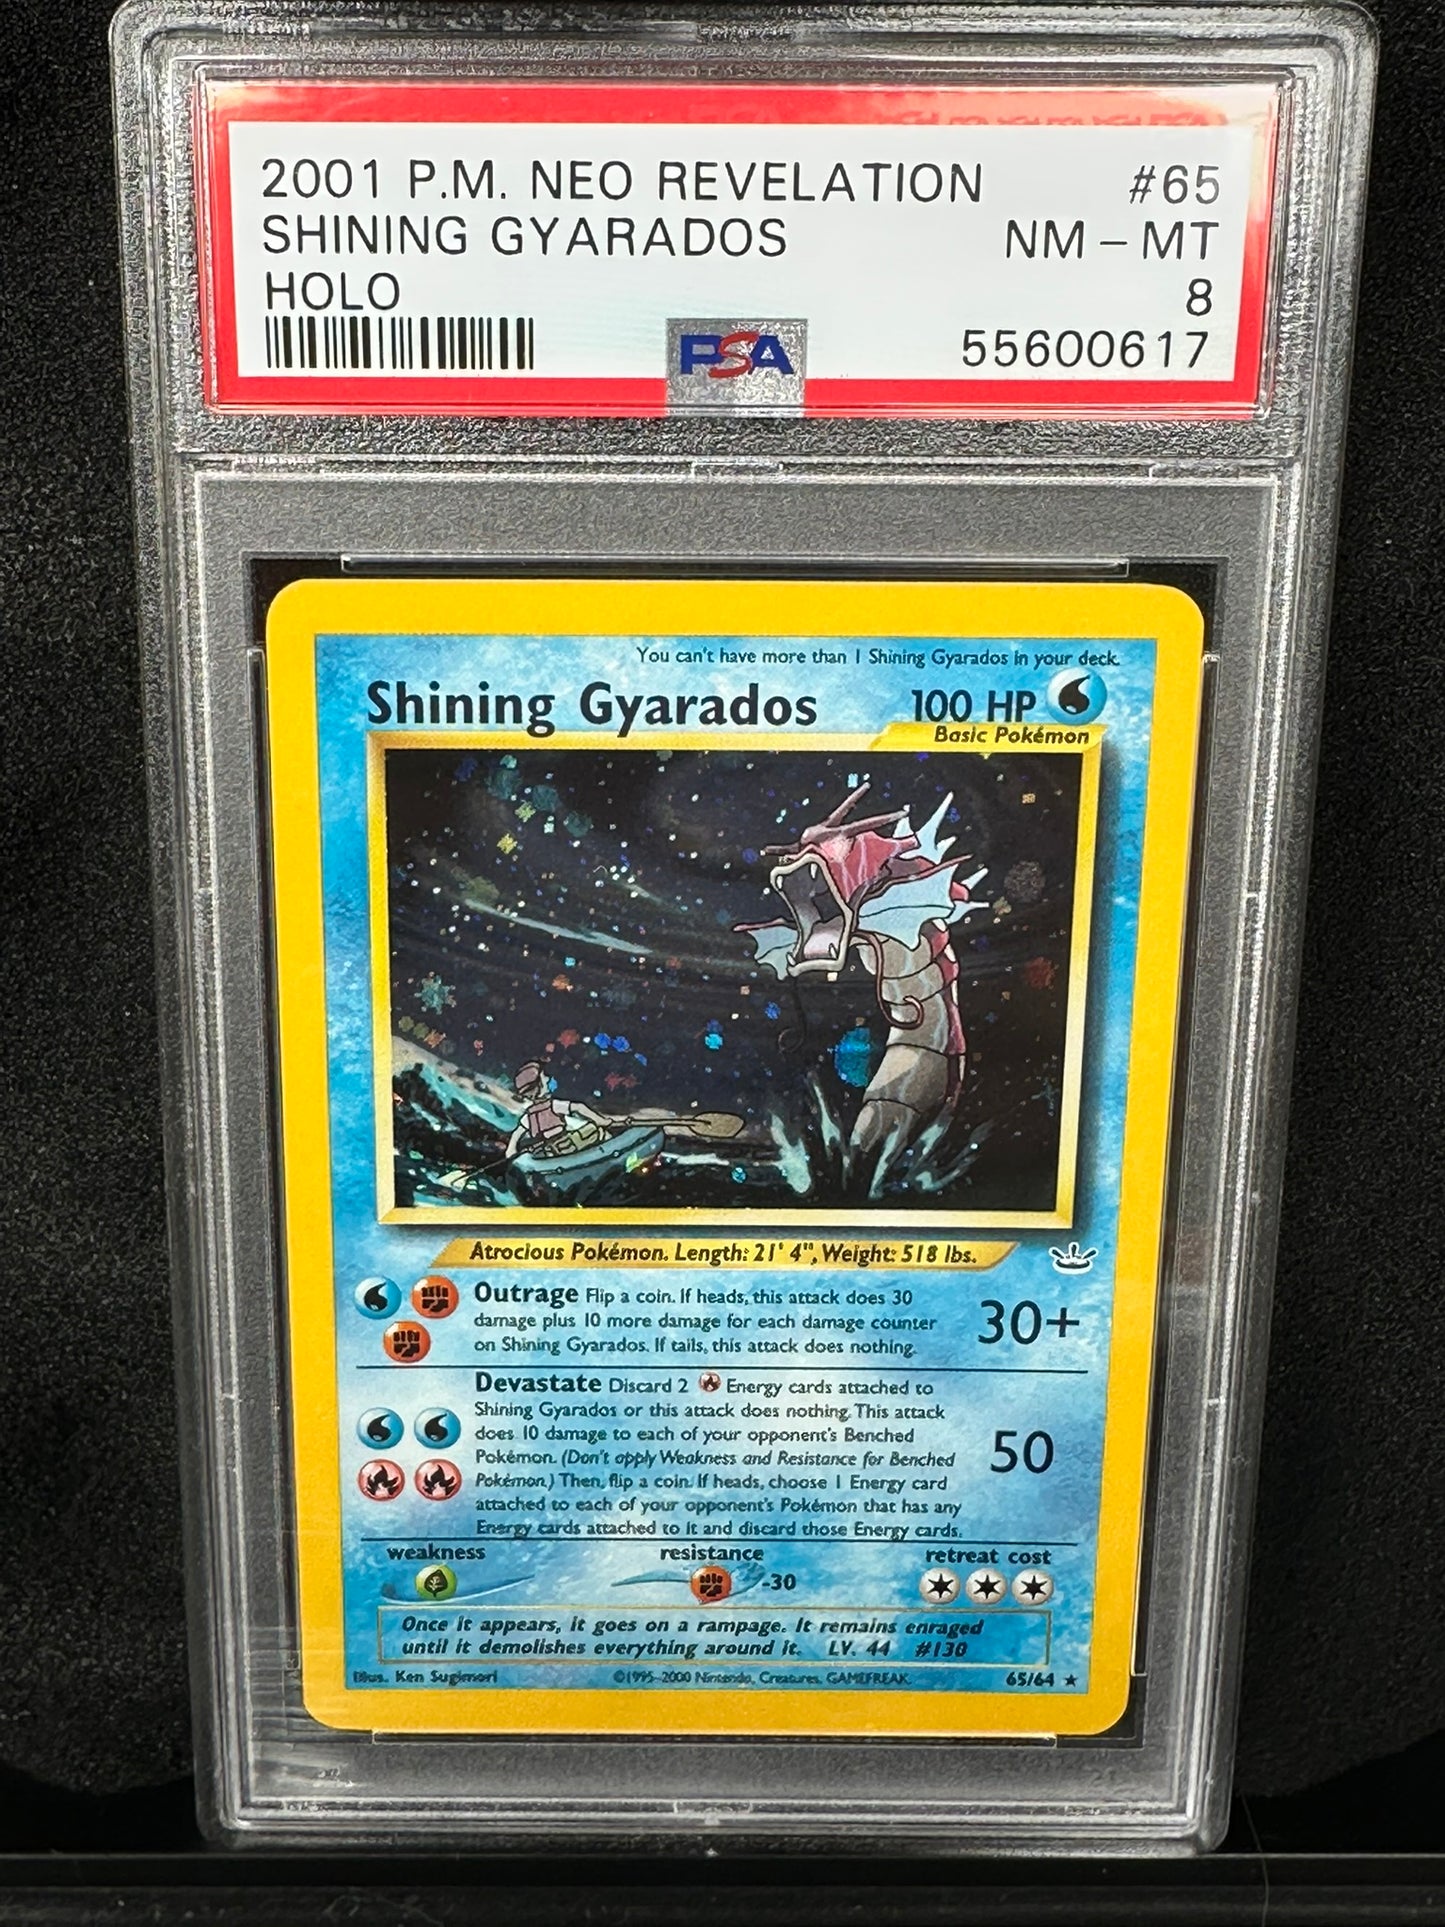 2001 P.M. NEO REVELATION #65
SHINING GYARADOS NM - MT
HOLO 8
PSA 55600617
You can't have more than 1 Shining Gyarados in your deck.
Shining Gyarados 100 HP
Basic Pokémon
Atrocious Pokémon. Length: 21' 4", Weight: 518 lbs.
Outrage Flip a coin. If heads, this attack does 30
damage plus 10 more damage for each damage counter
on Shining Gyarados. If tails, this attack does nothing.
30+
Devastate Discard 2 Energy cards attached to
Shining Gyarados or this attack does nothing. This attack
does 10 damage to each of your opponent's Benched
Pokémon. (Don't apply Weakness and Resistance for Benched
Pokémon.) Then, flip a coin. If heads, choose 1 Energy card
attached to each of your opponent's Pokémon that has any
Energy cards attached to it and discard those Energy cards.
50
weakness resistance retreat cost
-30
Once it appears, it goes on a rampage. It remains enraged
until it demolishes everything around it. LV. 44 #130
Illus. Ken Sugimori ©1995-2000 Nintendo, Creatures, GAMEFREAK 65/64 ★